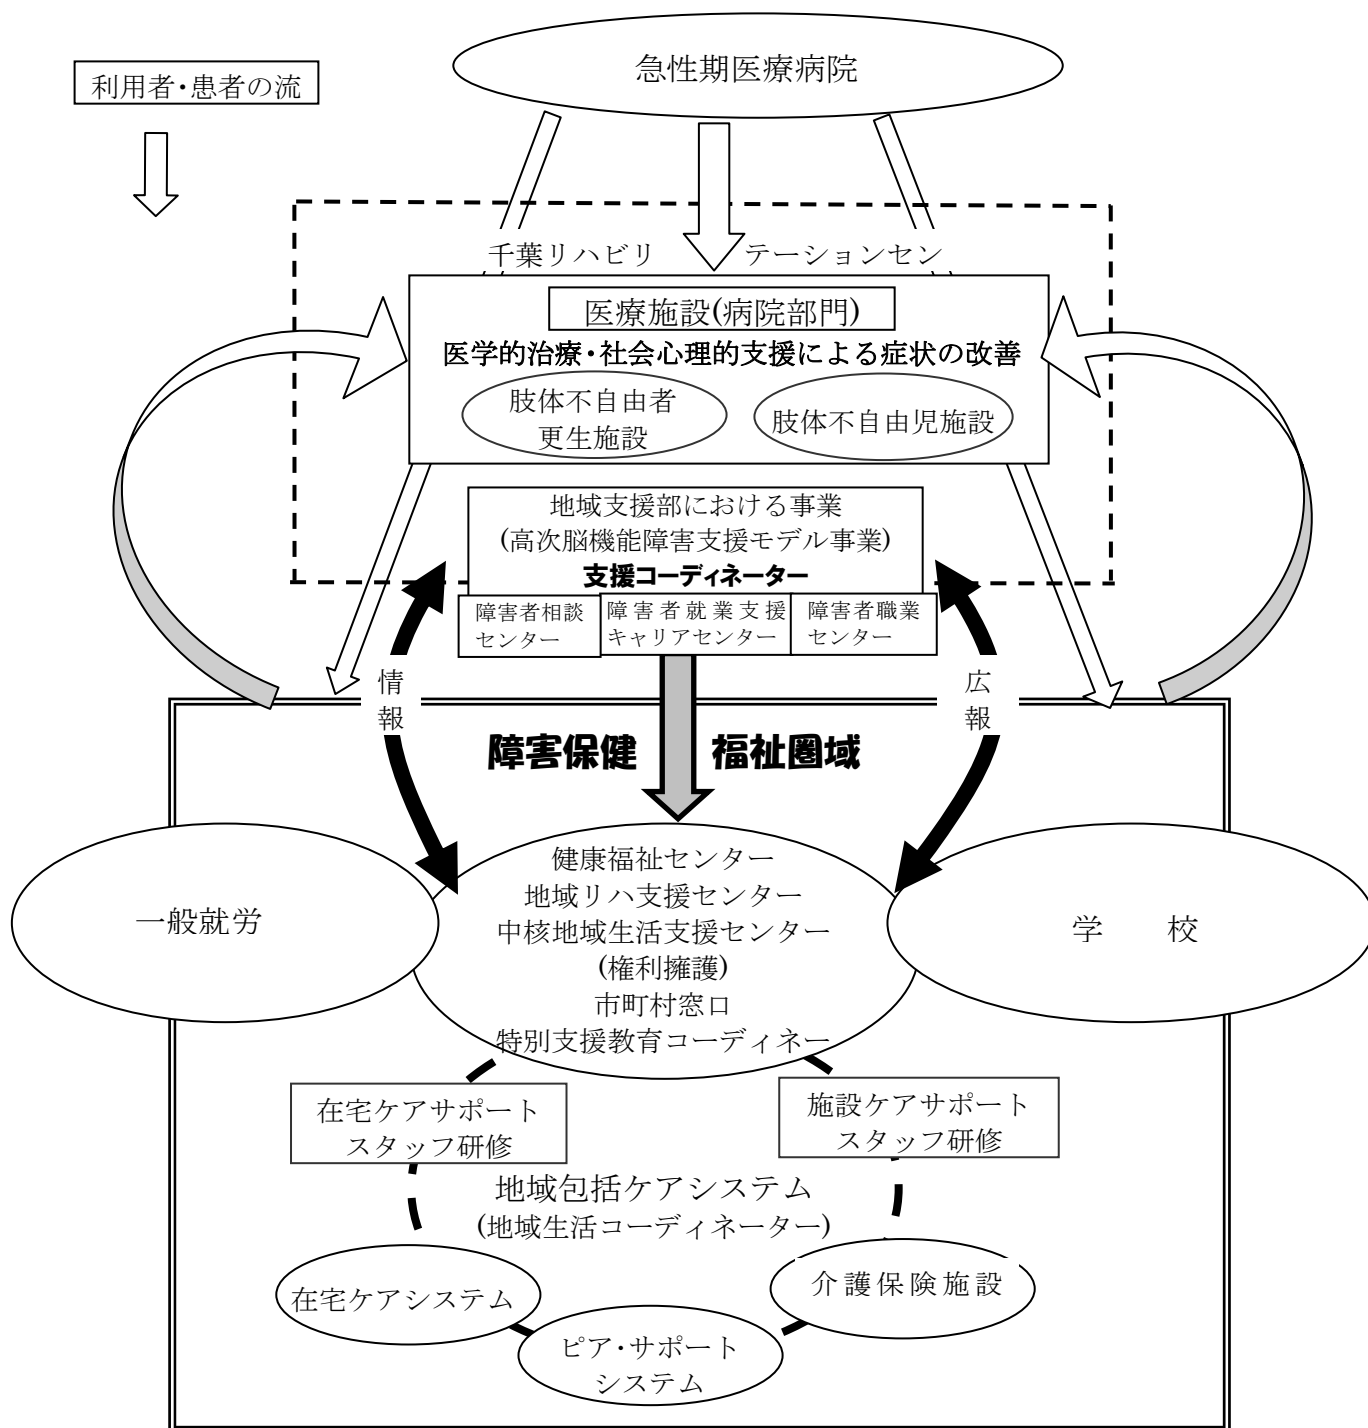 急性期医療病院
利用者・患者の流
千葉リハビリ テーションセン
医療施設(病院部門)
医学的治療・社会心理的支援による症状の改善
肢体不自由者
更生施設
肢体不自由児施設
地域支援部における事業
(高次脳機能障害支援モデル事業)
支援コーディネーター
障害者相談
センター
障害者就業支援
キャリアセンター
障害者職業
センター
情
報
広
報
障害保健 福祉圏域
健康福祉センター
地域リハ支援センター
中核地域生活支援センター
(権利擁護)
市町村窓口
特別支援教育コーディネー
一般就労
学 校
在宅ケアサポート
スタッフ研修
施設ケアサポート
スタッフ研修
地域包括ケアシステム
(地域生活コーディネーター)
在宅ケアシステム
介護保険施設
ピア・サポート
システム